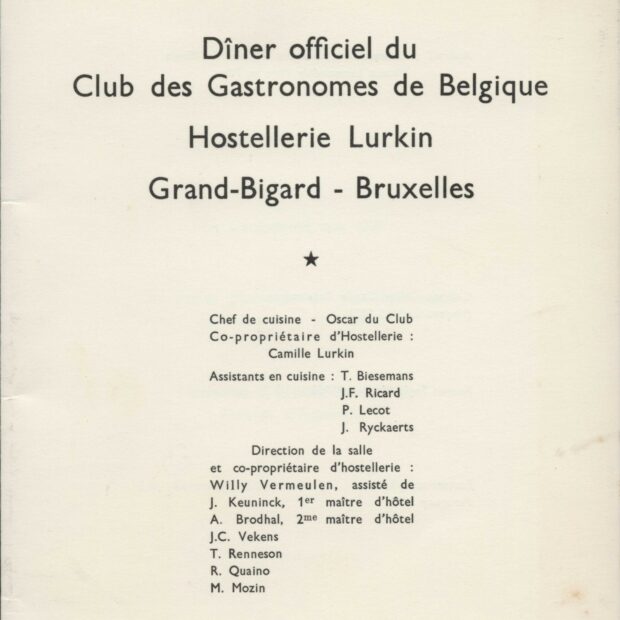 Dîner officiel du
Club des Gastronomes de Belgique
Hostellerie Lurkin
Grand-Bigard - Bruxelles
★
Chef de cuisine - Oscar du Club
Co-propriétaire d'Hostellerie :
Camille Lurkin
Assistants en cuisine : T. Biesemans
J.F. Ricard
P. Lecot
J. Ryckaerts
Direction de la salle
et co-propriétaire d'hostellerie :
Willy Vermeulen, assisté de
J. Keuninck, 1er maître d'hôtel
A. Brodhal, 2me maître d'hôtel
J.C. Vekens
T. Renneson
R. Quaino
M. Mozin